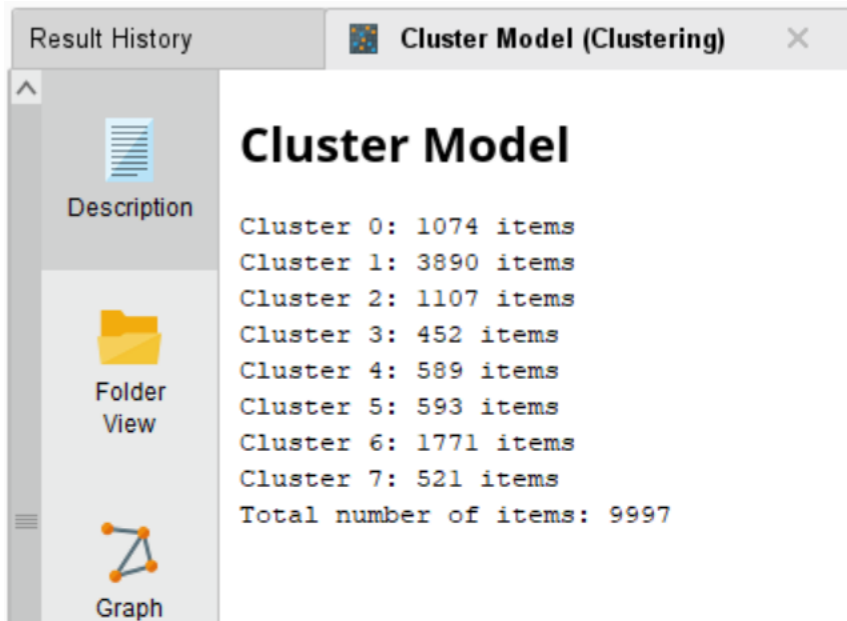 Result History
Cluster Model (Clustering)
Description
Folder
View
Graph
Cluster Model
Cluster 0: 1074 items
Cluster 1: 3890 items
Cluster 2: 1107 items
Cluster 3: 452 items
Cluster 4: 589 items
Cluster 5: 593 items
Cluster 6: 1771 items
Cluster 7: 521 items
Total number of items: 9997